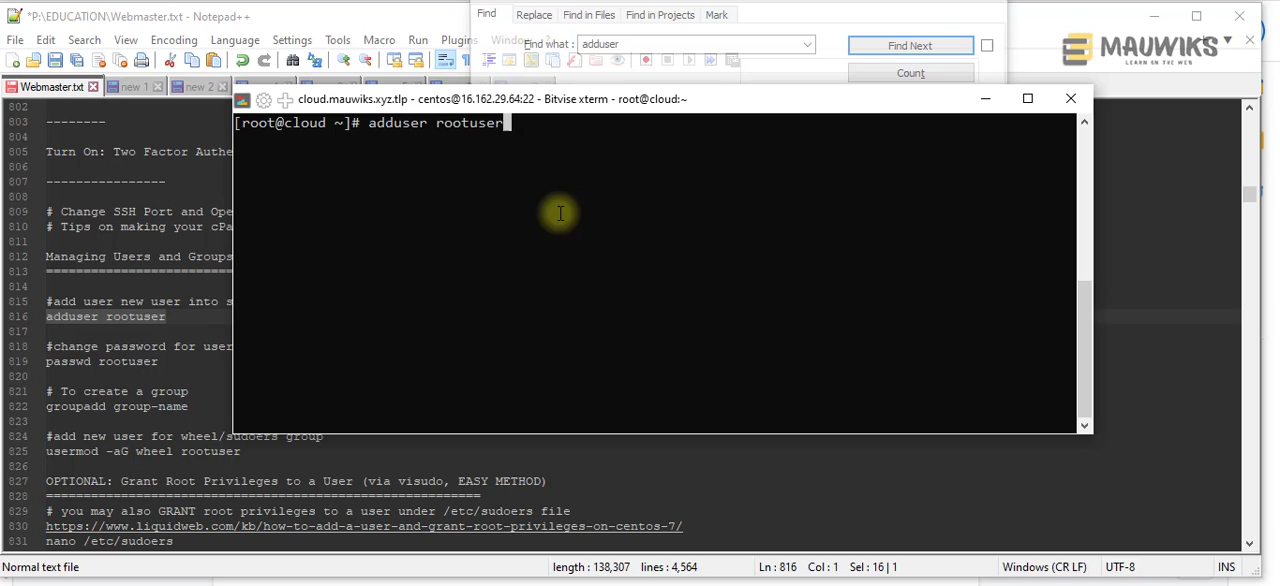 *P:\EDUCATION\Webmaster.txt - Notepad++
File Edit Search View Encoding Language Settings Tools Macro Run Plugins
Find Replace Find in Files Find in Projects Mark
Find what : adduser
Find Next
Count
MAUWIKS
LEARN ON THE WEB
Webmaster.txt new 1 new 2
cloud.mauwiks.xyz.tlp - centos@16.162.29.64:22 - Bitvise xterm - root@cloud:~
[root@cloud ~]# adduser rootuser
802
803 --------
804
805 Turn On: Two Factor Authe
806
807 ----------------
808
809 # Change SSH Port and Ope
810 # Tips on making your cPa
811
812 Managing Users and Groups
813 =========================
814
815 #add user new user into s
816 adduser rootuser
817
818 #change password for user
819 passwd rootuser
820
821 # To create a group
822 groupadd group-name
823
824 #add new user for wheel/sudoers group
825 usermod -aG wheel rootuser
826
827 OPTIONAL: Grant Root Privileges to a User (via visudo, EASY METHOD)
828 ==========================================================
829 # you may also GRANT root privileges to a user under /etc/sudoers file
830 https://www.liquidweb.com/kb/how-to-add-a-user-and-grant-root-privileges-on-centos-7/
831 nano /etc/sudoers
Normal text file length : 138,307 lines : 4,564 Ln : 816 Col : 1 Sel : 16 | 1 Windows (CR LF) UTF-8 INS